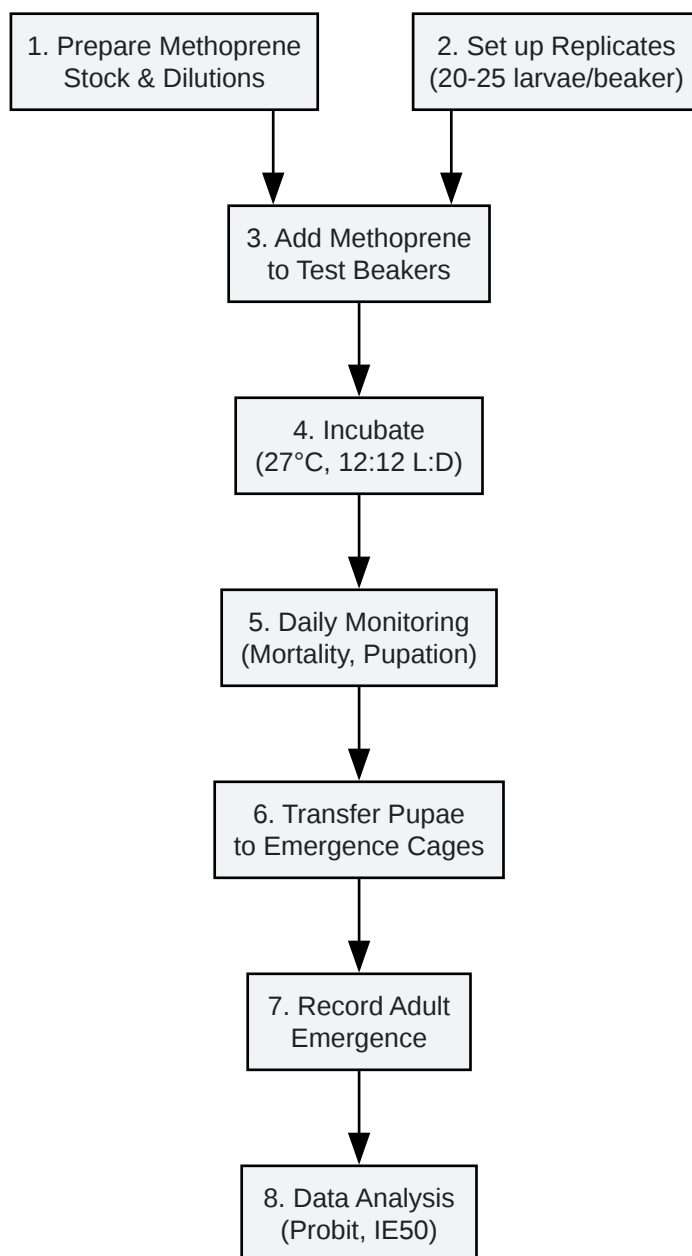 1. Prepare Methoprene
Stock & Dilutions
2. Set up Replicates
(20-25 larvae/beaker)
3. Add Methoprene
to Test Beakers
4. Incubate
(27°C, 12:12 L:D)
5. Daily Monitoring
(Mortality, Pupation)
6. Transfer Pupae
to Emergence Cages
7. Record Adult
Emergence
8. Data Analysis
(Probit, IE50)